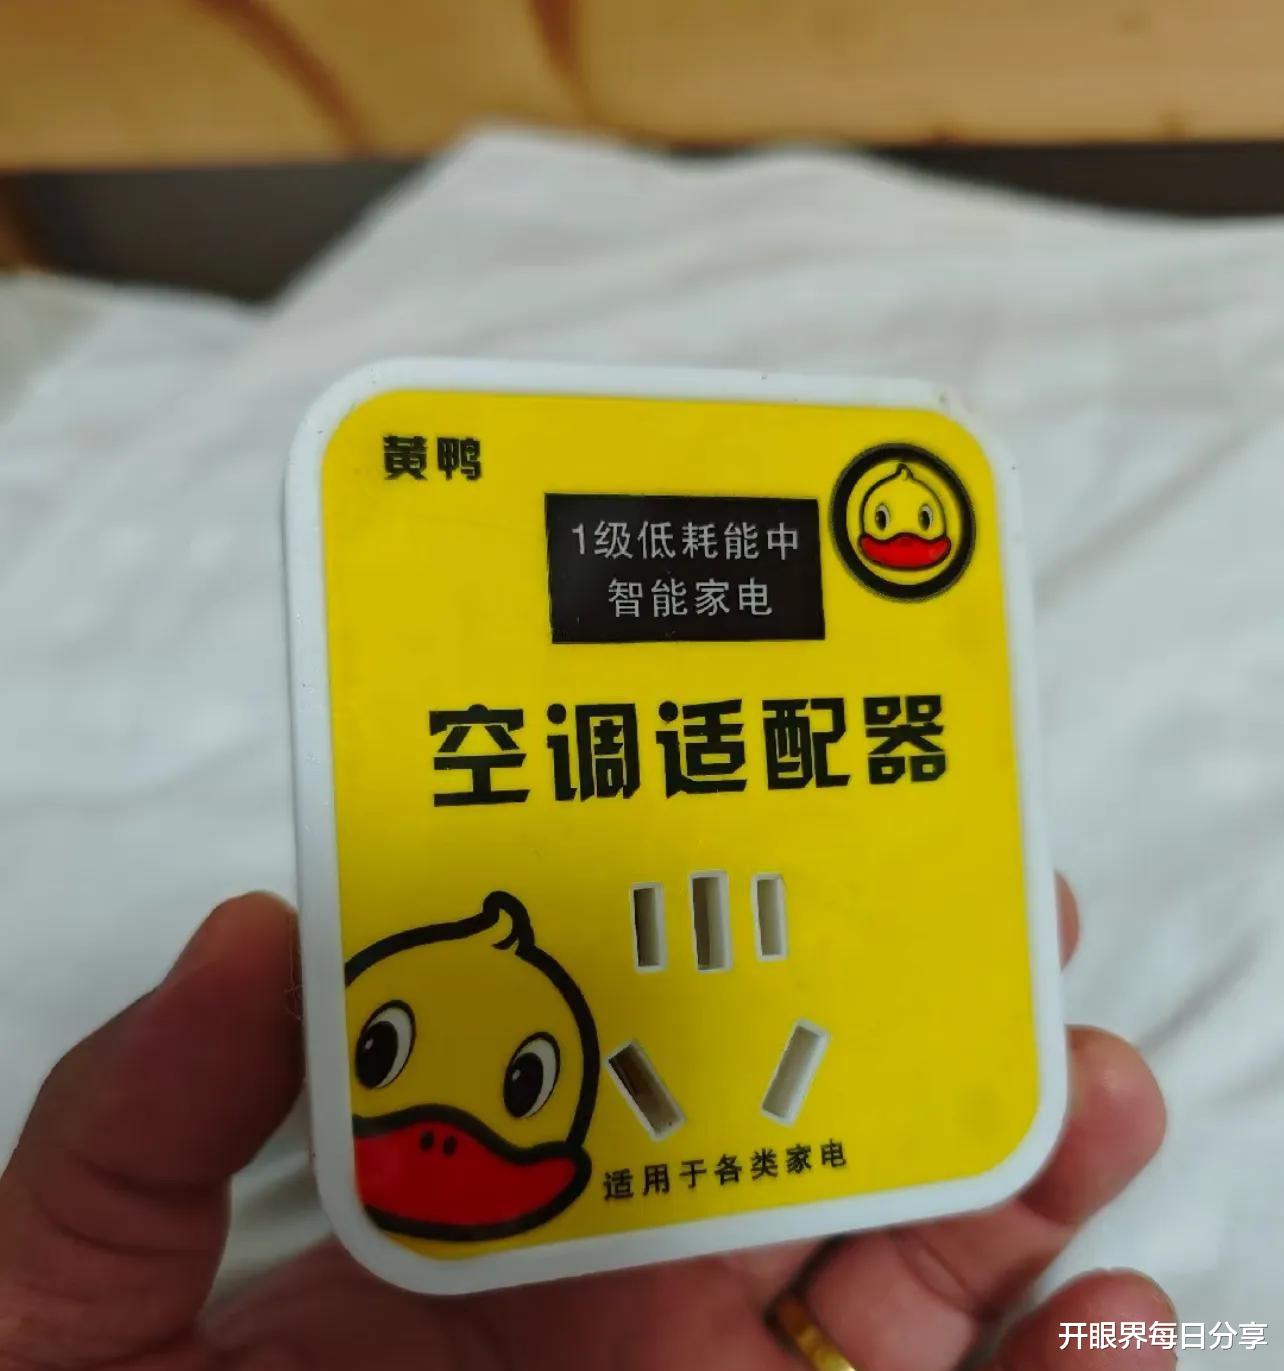 黄鸭
1级低耗能中
智能家电
空调适配器
适用于各类家电
开眼界每日分享